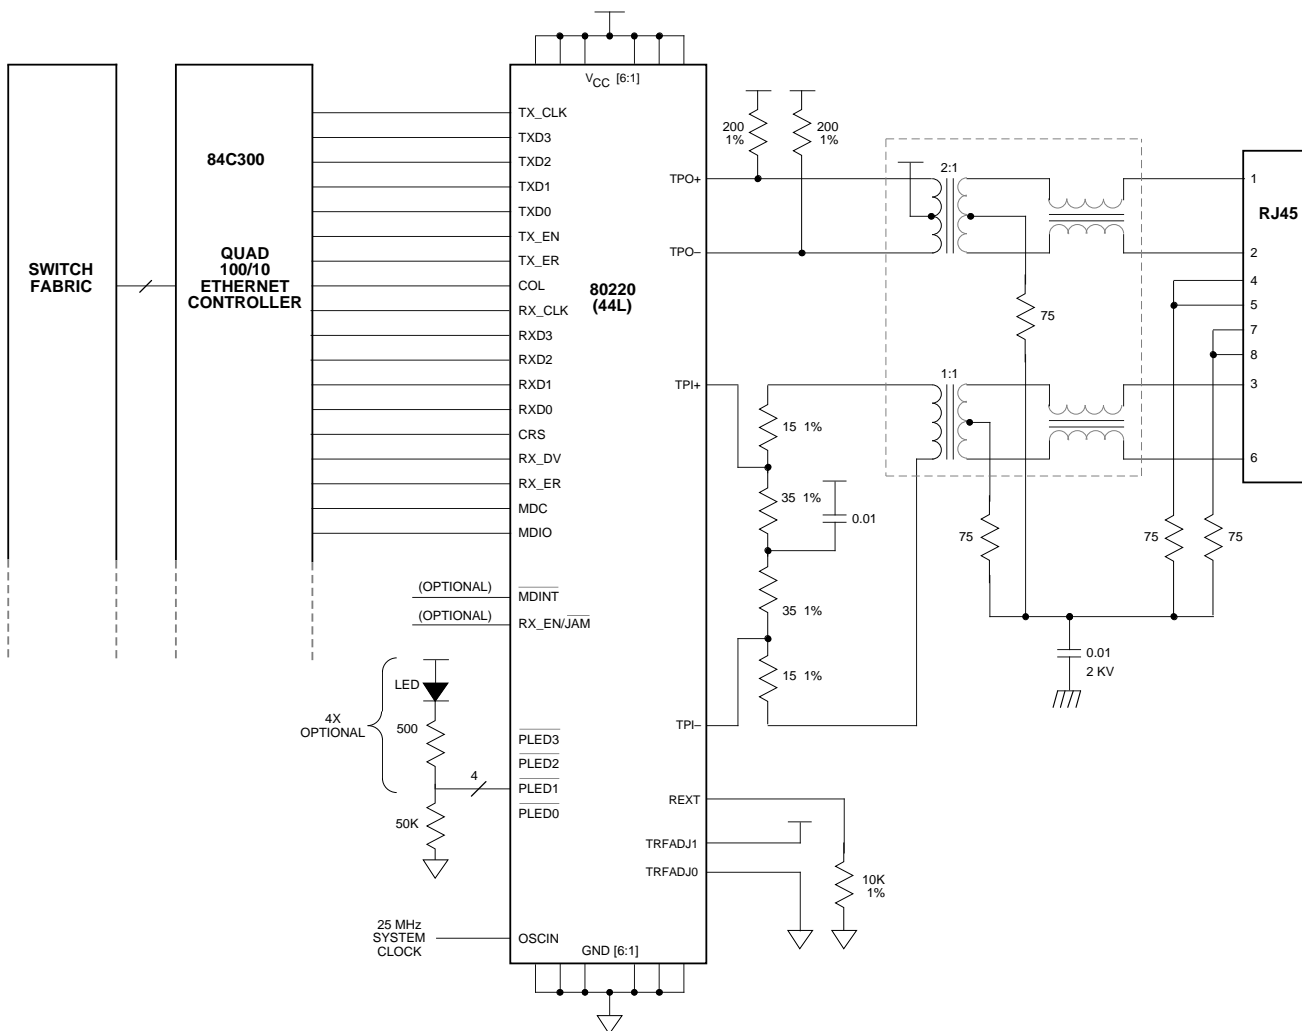 V_CC [6:1]
84C300
QUAD
100/10
ETHERNET
CONTROLLER
SWITCH
FABRIC
80220
(44L)
TX_CLK
TXD3
TXD2
TXD1
TXD0
TX_EN
TX_ER
COL
RX_CLK
RXD3
RXD2
RXD1
RXD0
CRS
RX_DV
RX_ER
MDC
MDIO
(OPTIONAL)
MDINT
(OPTIONAL)
RX_EN/JAM
LED
4X
OPTIONAL
500
4
50K
PLED3
PLED2
PLED1
PLED0
25 MHz
SYSTEM
CLOCK
OSCIN
GND [6:1]
TPO+
TPO–
TPI+
TPI–
REXT
TRFADJ1
TRFADJ0
200
1%
200
1%
2:1
75
1:1
15 1%
35 1%
0.01
35 1%
15 1%
75
75
75
0.01
2 KV
10K
1%
RJ45
1
2
4
5
7
8
3
6